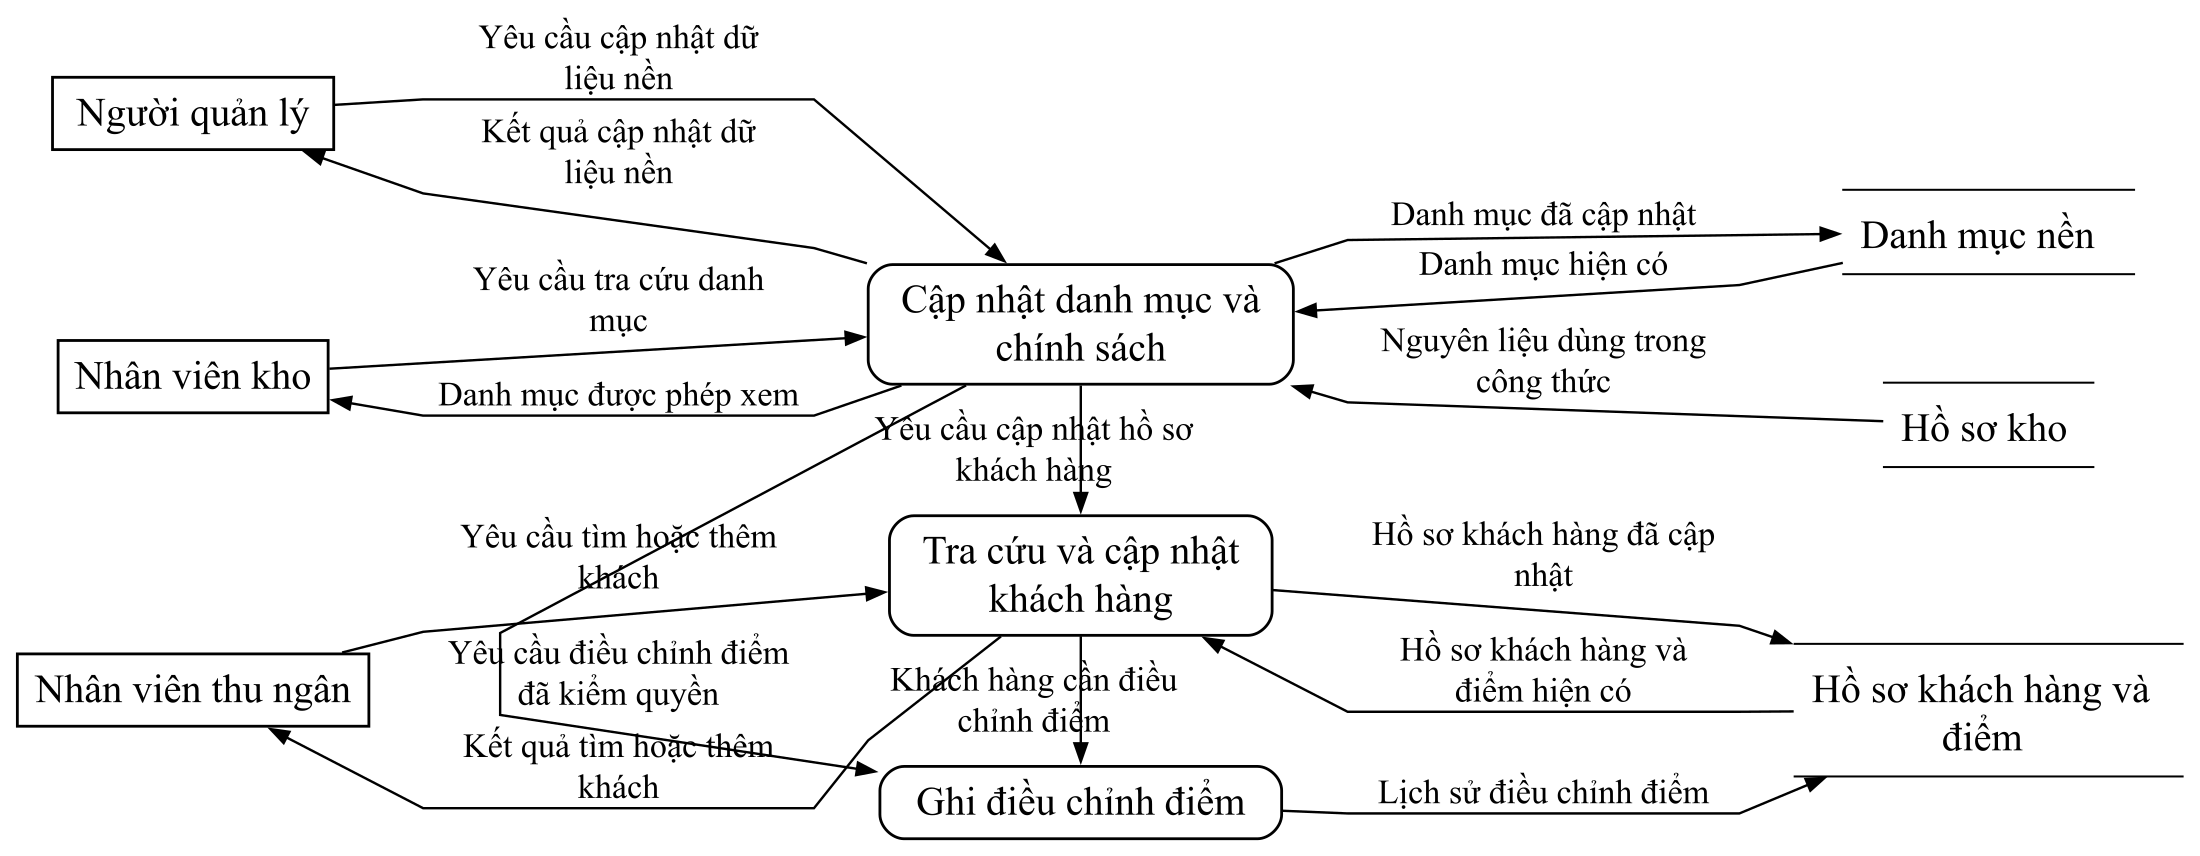 Yêu cầu cập nhật dữ
liệu nền
Người quản lý
Kết quả cập nhật dữ
liệu nền
Danh mục đã cập nhật
Danh mục nền
Danh mục hiện có
Yêu cầu tra cứu danh
mục
Cập nhật danh mục và
chính sách
Nguyên liệu dùng trong
công thức
Nhân viên kho
Danh mục được phép xem
Hồ sơ kho
Yêu cầu cập nhật hồ sơ
khách hàng
Yêu cầu tìm hoặc thêm
khách
Tra cứu và cập nhật
khách hàng
Hồ sơ khách hàng đã cập
nhật
Nhân viên thu ngân
Yêu cầu điều chỉnh điểm
đã kiểm quyền
Khách hàng cần điều
chỉnh điểm
Hồ sơ khách hàng và
điểm hiện có
Hồ sơ khách hàng và
điểm
Kết quả tìm hoặc thêm
khách
Ghi điều chỉnh điểm
Lịch sử điều chỉnh điểm